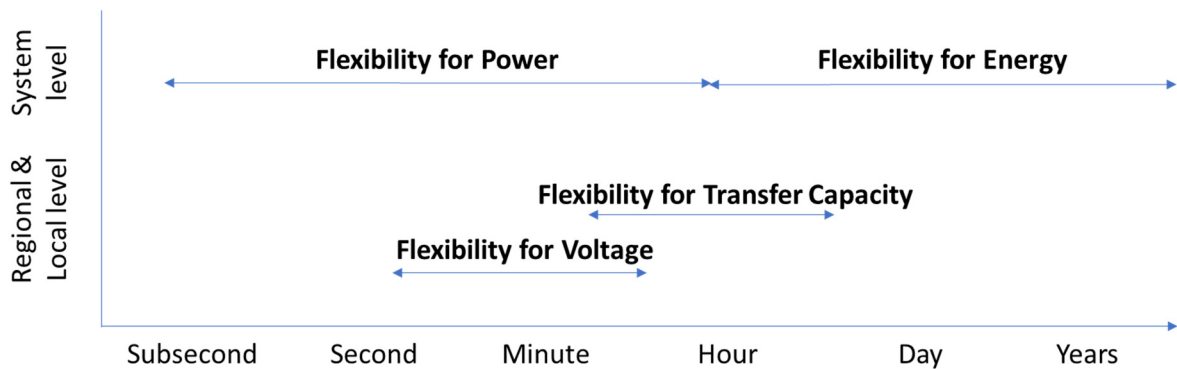 System
level
Flexibility for Power
Flexibility for Energy
Regional &
Local level
Flexibility for Transfer Capacity
Flexibility for Voltage
Subsecond
Second
Minute
Hour
Day
Years